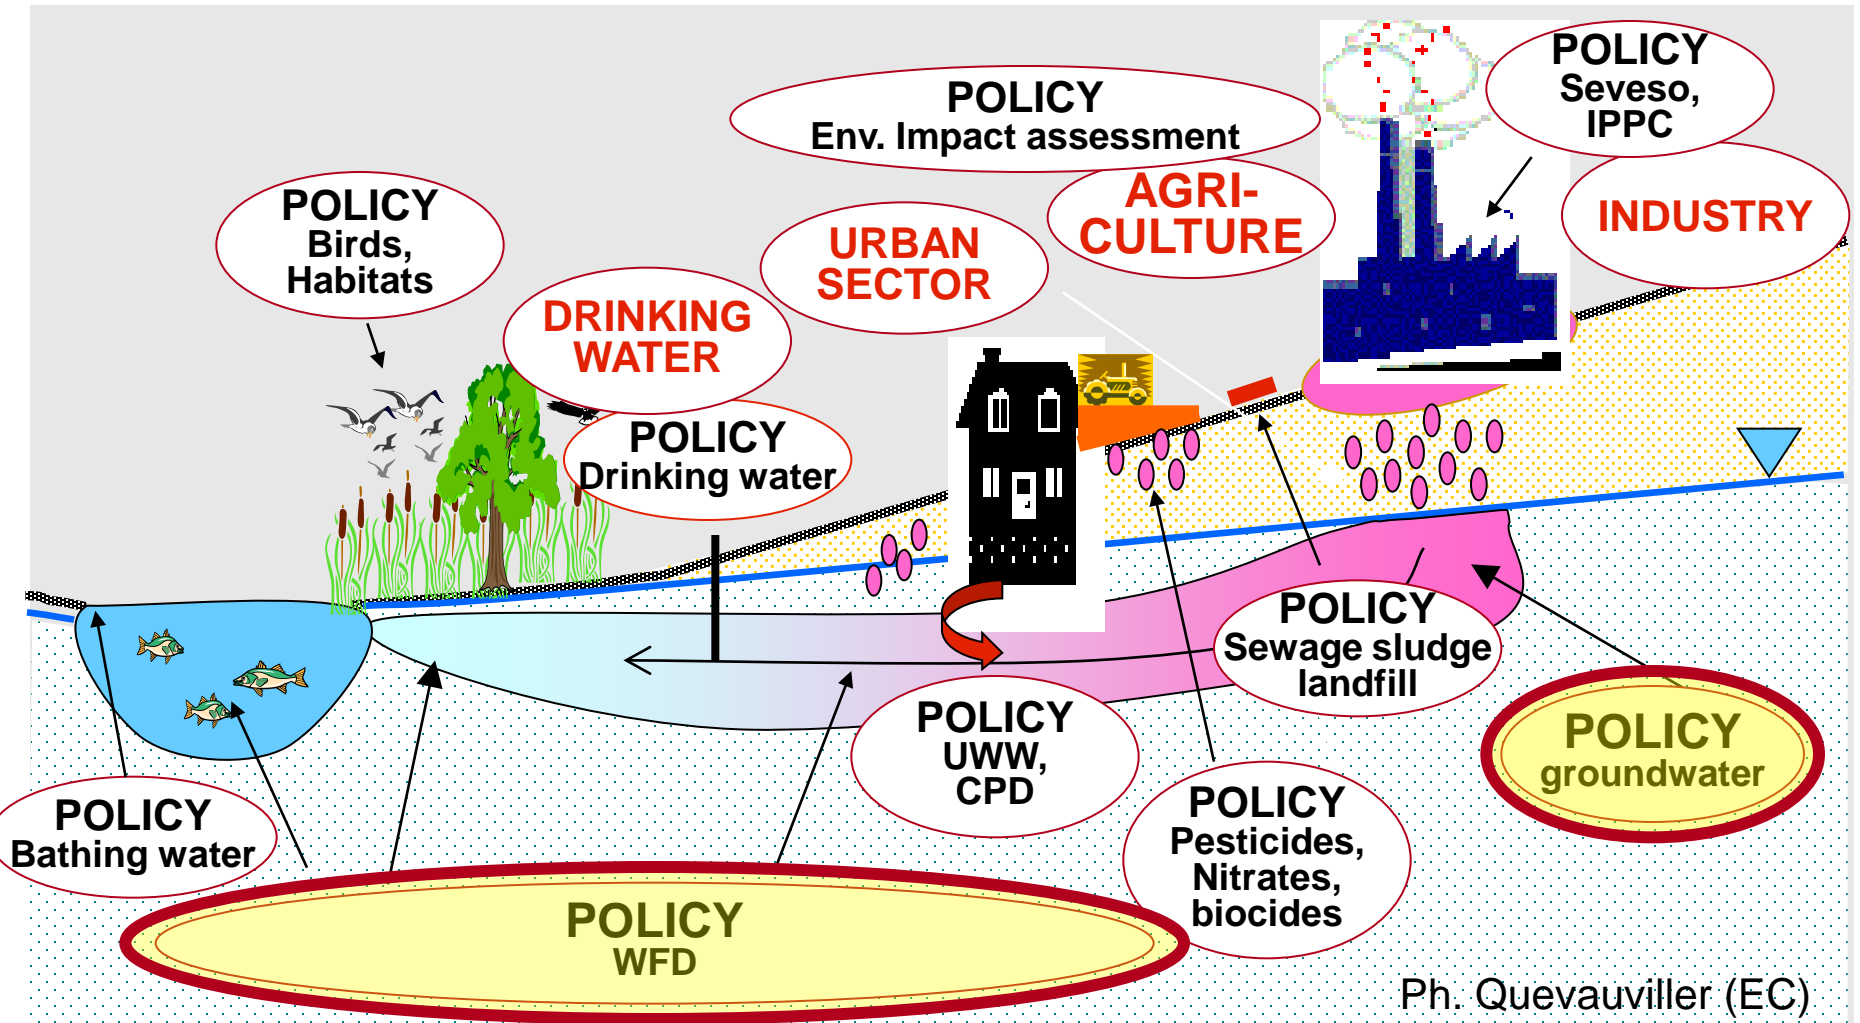 POLICY
Seveso,
IPPC
POLICY
Env. Impact assessment
AGRI-
CULTURE
INDUSTRY
POLICY
Birds,
Habitats
URBAN
SECTOR
DRINKING
WATER
POLICY
Drinking water
POLICY
Sewage sludge
landfill
POLICY
UWW,
CPD
POLICY
groundwater
POLICY
Bathing water
POLICY
Pesticides,
Nitrates,
biocides
POLICY
WFD
Ph. Quevauviller (EC)